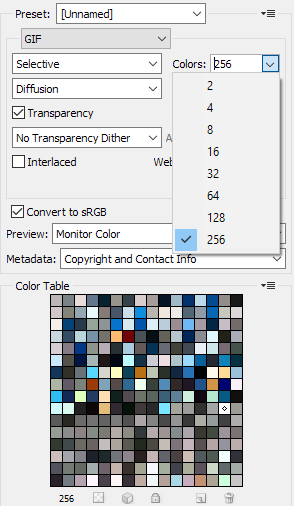 Preset: [Unnamed]
GIF
Selective
Colors: 256
Diffusion
2
4
8
16
32
64
128
256
Transparency
No Transparency Dither
A
Interlaced
Web
Convert to sRGB
Preview: Monitor Color
Metadata: Copyright and Contact Info
Color Table
256